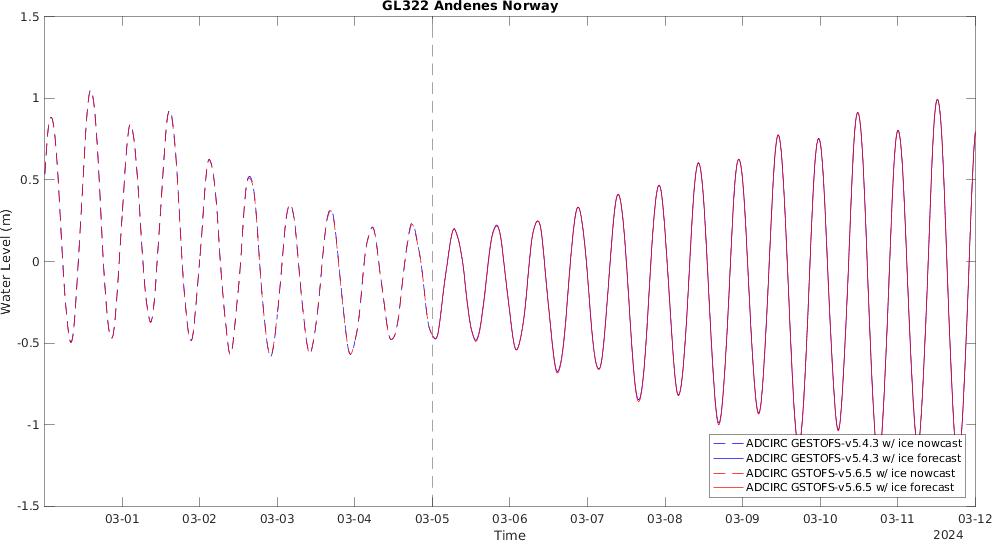 GL322 Andenes Norway
1.5
1
0.5
0
-0.5
-1
-1.5
Water Level (m)
ADCIRC GESTOFS-v5.4.3 w/ ice nowcast
ADCIRC GESTOFS-v5.4.3 w/ ice forecast
ADCIRC GSTOFS-v5.6.5 w/ ice nowcast
ADCIRC GSTOFS-v5.6.5 w/ ice forecast
03-01 03-02 03-03 03-04 03-05 03-06 03-07 03-08 03-09 03-10 03-11 03-12
Time
2024